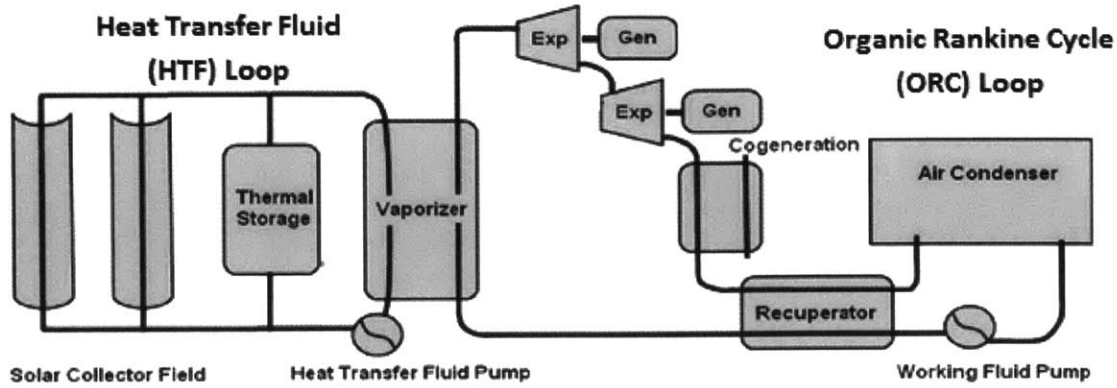 Heat Transfer Fluid
(HTF) Loop
Organic Rankine Cycle
(ORC) Loop
Exp
Gen
Exp
Gen
Cogeneration
Thermal
Storage
Vaporizer
Air Condenser
Recuperator
Solar Collector Field
Heat Transfer Fluid Pump
Working Fluid Pump